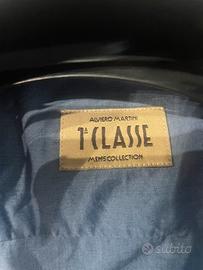 ALVIERO MARTINI
1ª CLASSE
MEN'S COLLECTION
subito